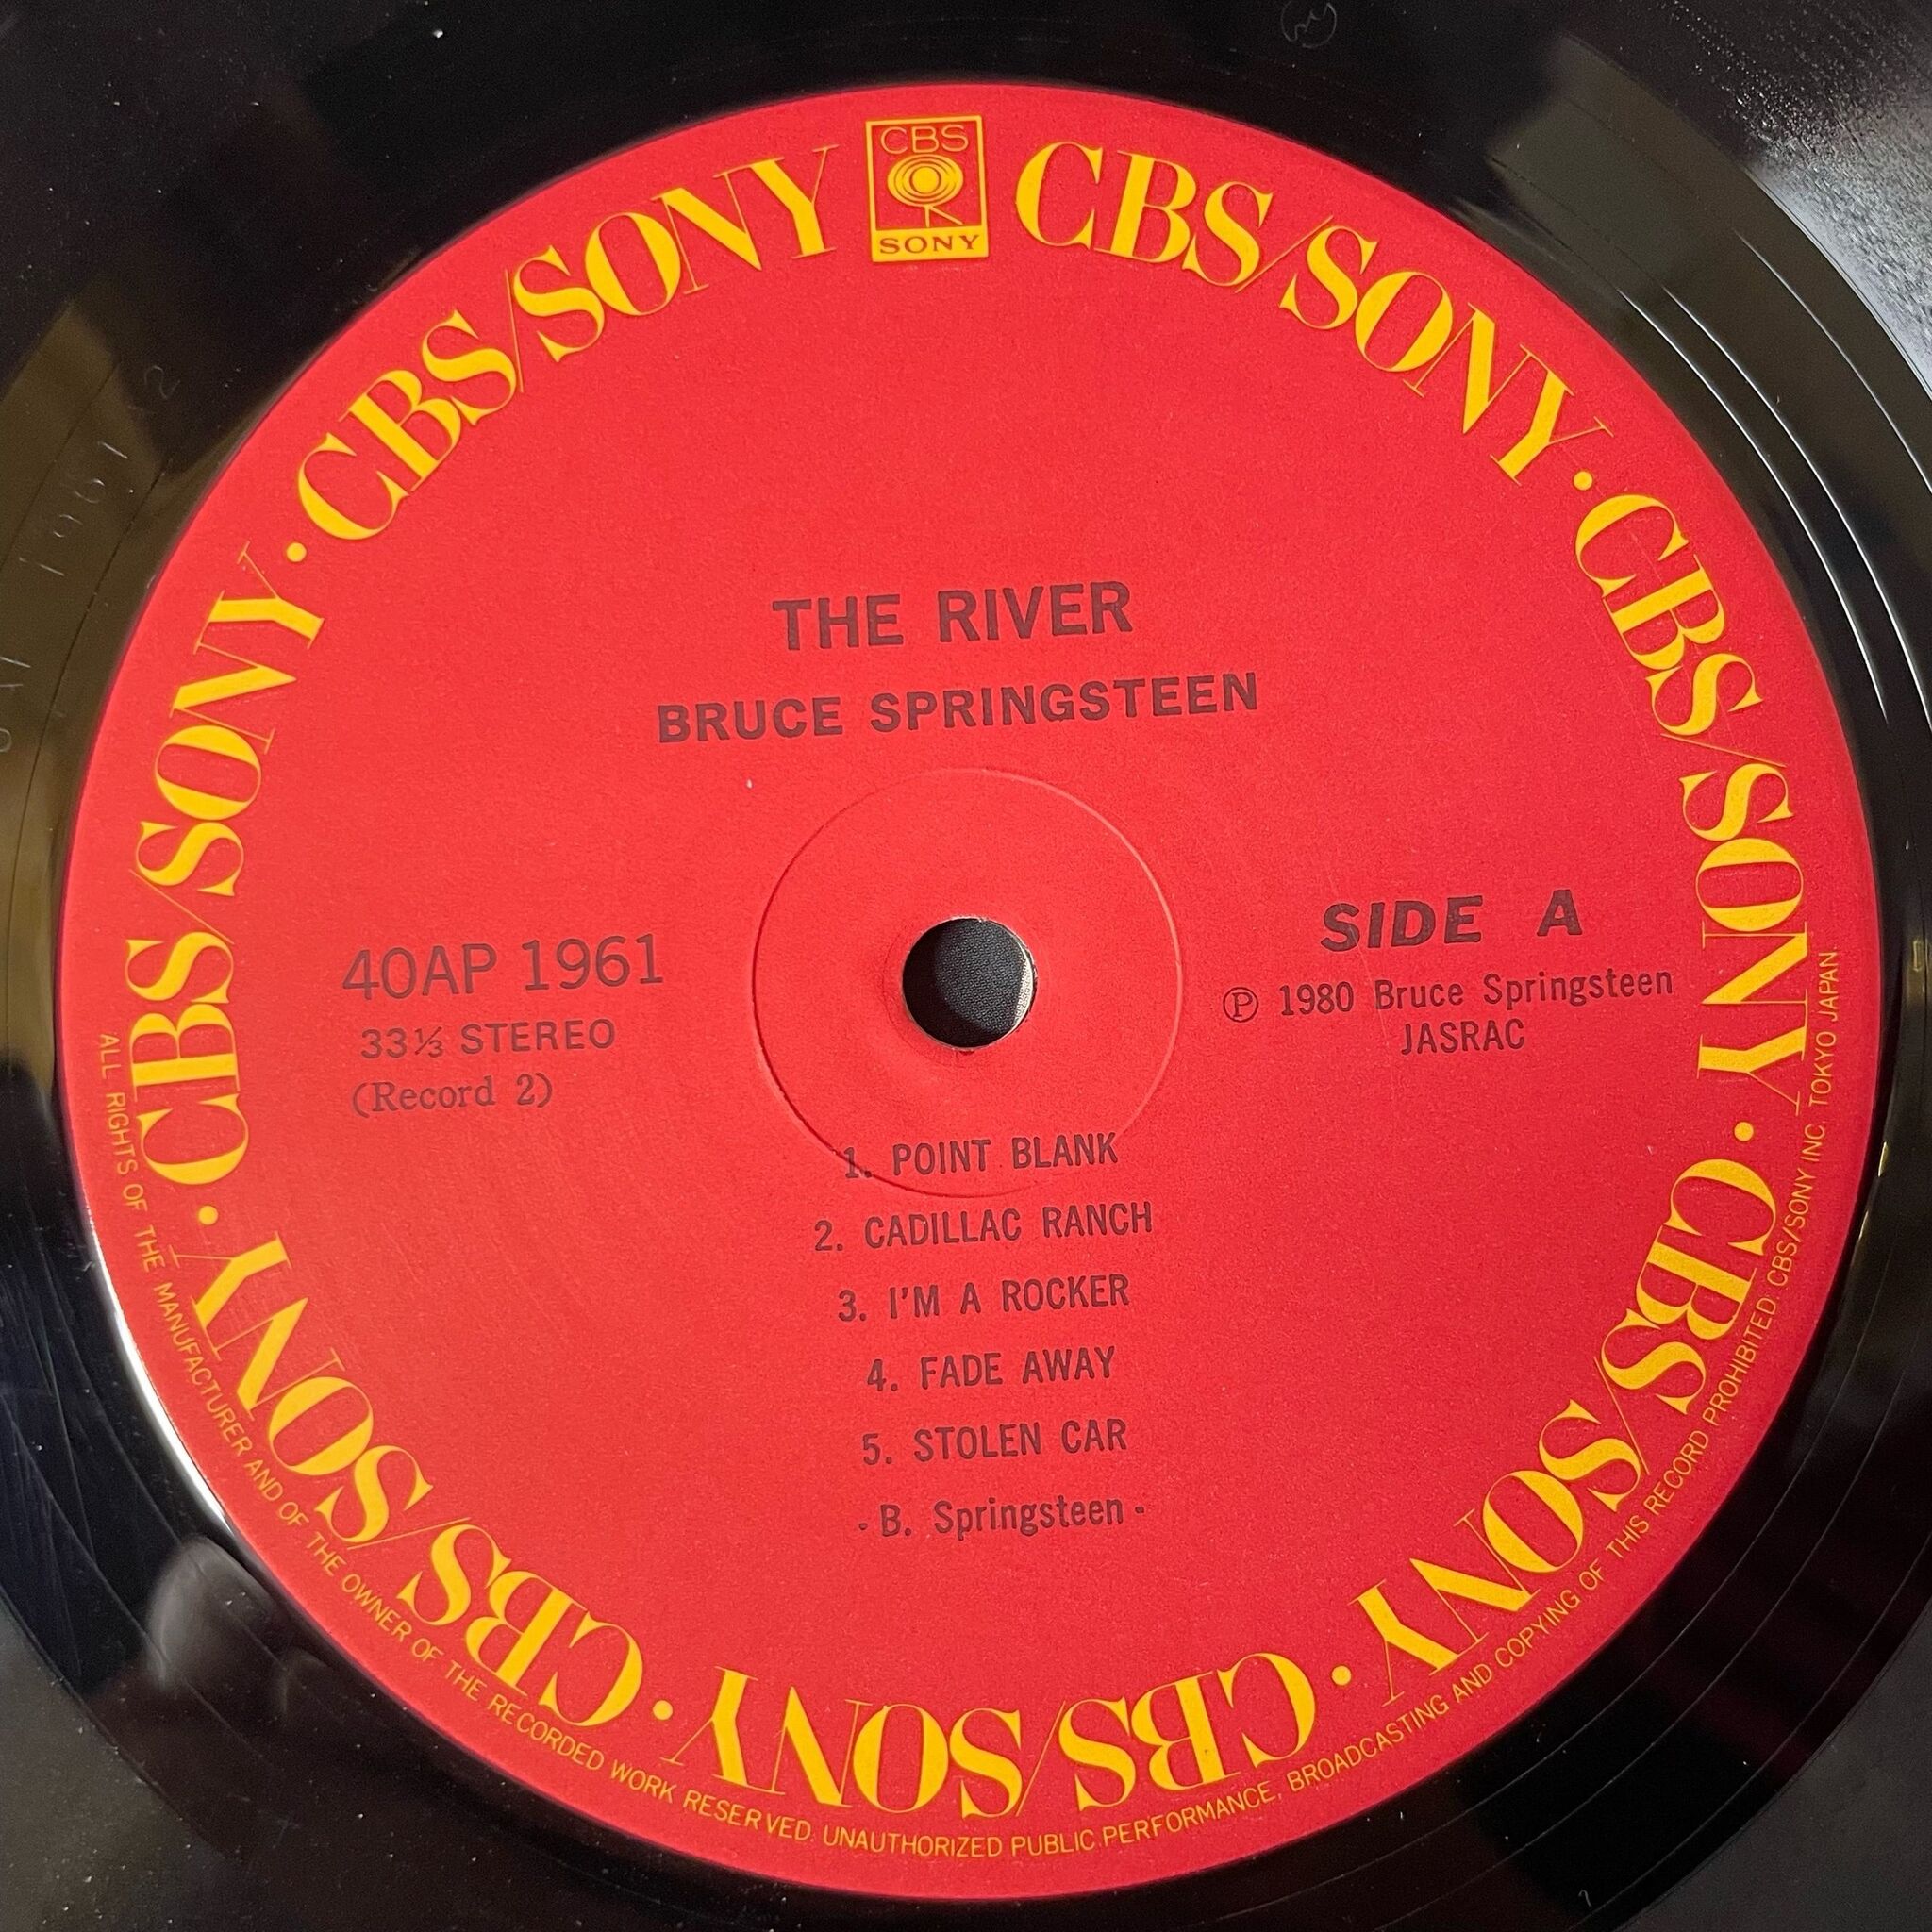 CBS
SONY
CBS/SONY · CBS/SONY · CBS/SONY · CBS/SONY · CBS/SONY · CBS/SONY · CBS/SONY · CBS/SONY
THE RIVER
BRUCE SPRINGSTEEN
40AP 1961
33⅓ STEREO
(Record 2)
SIDE A
Ⓟ 1980 Bruce Springsteen
JASRAC
1. POINT BLANK
2. CADILLAC RANCH
3. I'M A ROCKER
4. FADE AWAY
5. STOLEN CAR
- B. Springsteen -
ALL RIGHTS OF THE MANUFACTURER AND OF THE OWNER OF THE RECORDED WORK RESERVED. UNAUTHORIZED PUBLIC PERFORMANCE, BROADCASTING AND COPYING OF THIS RECORD PROHIBITED. CBS/SONY INC. TOKYO JAPAN